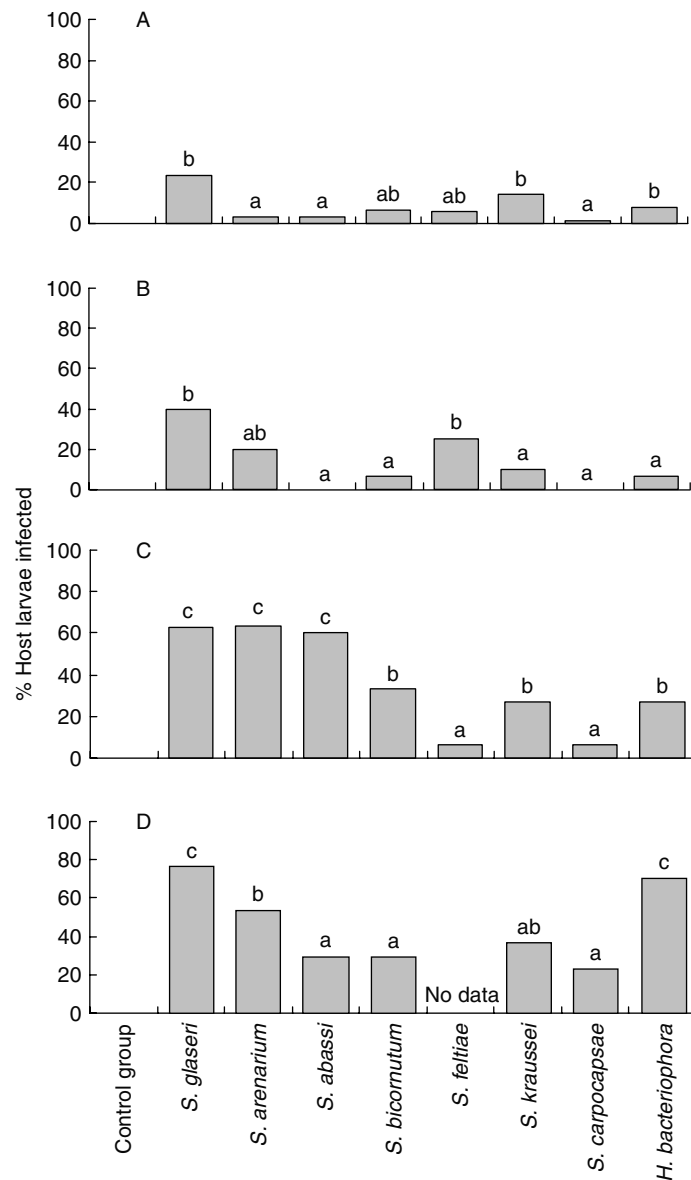 % Host larvae infected
A
100
80
60
40
20
0
b
a
a
ab
ab
b
a
b
B
100
80
60
40
20
0
b
ab
a
a
b
a
a
a
C
100
80
60
40
20
0
c
c
c
b
a
b
a
b
D
100
80
60
40
20
0
c
b
a
a
No data
ab
a
c
Control group
S. glaseri
S. arenarium
S. abassi
S. bicornutum
S. feltiae
S. kraussei
S. carpocapsae
H. bacteriophora